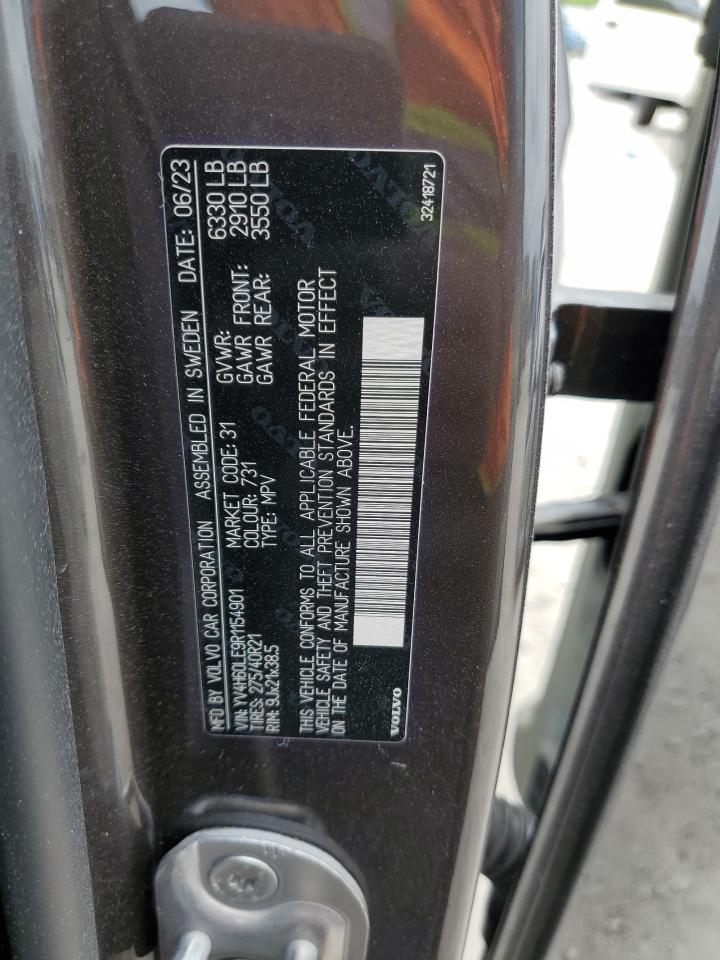 MFD BY VOLVO CAR CORPORATION ASSEMBLED IN SWEDEN DATE: 06/23
VIN: YV4H60LE9R1154901
TIRES: 275/40R21
RIM: 9Jx21x38.5
MARKET CODE: 31
COLOUR: 731
TYPE: MPV
GVWR: 6330 LB
GAWR FRONT: 2910 LB
GAWR REAR: 3550 LB
THIS VEHICLE CONFORMS TO ALL APPLICABLE FEDERAL MOTOR
VEHICLE SAFETY AND THEFT PREVENTION STANDARDS IN EFFECT
ON THE DATE OF MANUFACTURE SHOWN ABOVE.
VOLVO
32418721